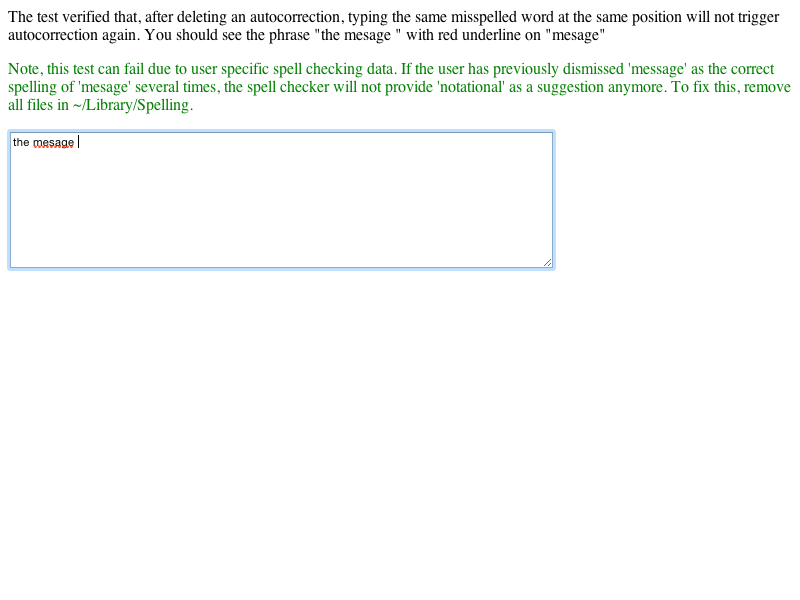 The test verified that, after deleting an autocorrection, typing the same misspelled word at the same position will not trigger
autocorrection again. You should see the phrase "the mesage " with red underline on "mesage"
Note, this test can fail due to user specific spell checking data. If the user has previously dismissed 'message' as the correct
spelling of 'mesage' several times, the spell checker will not provide 'notational' as a suggestion anymore. To fix this, remove
all files in ~/Library/Spelling.
the mesage